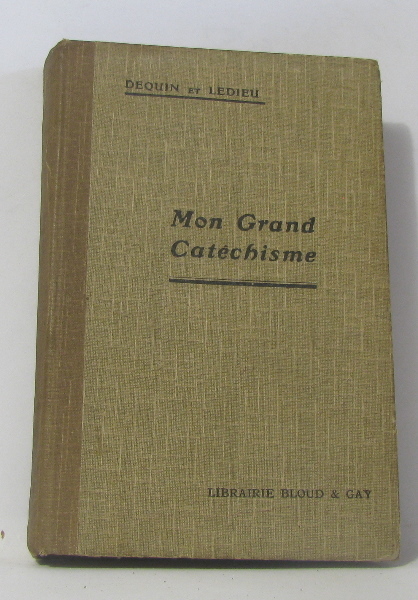 DEQUIN ET LEDIEU
Mon Grand
Catéchisme
LIBRAIRIE BLOUD & GAY